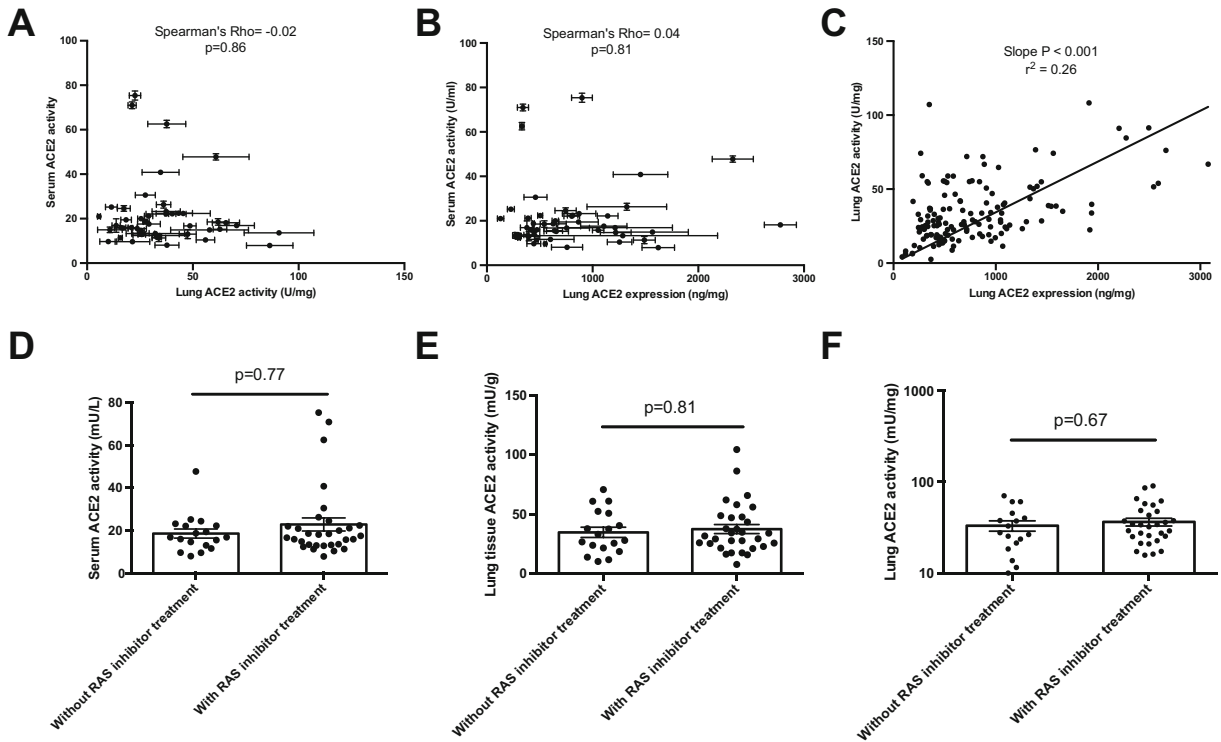 A
Spearman's Rho= -0.02
p=0.86
Serum ACE2 activity
100
80
60
40
20
0
0
50
100
150
Lung ACE2 activity (U/mg)
B
Spearman's Rho= 0.04
p=0.81
Serum ACE2 activity (U/ml)
100
80
60
40
20
0
0
1000
2000
3000
Lung ACE2 expression (ng/mg)
C
Slope P < 0.001
r² = 0.26
Lung ACE2 activity (U/mg)
150
100
50
0
0
1000
2000
3000
Lung ACE2 expression (ng/mg)
D
p=0.77
Serum ACE2 activity (mU/L)
80
60
40
20
0
Without RAS inhibitor treatment
With RAS inhibitor treatment
E
p=0.81
Lung tissue ACE2 activity (mU/g)
150
100
50
0
Without RAS inhibitor treatment
With RAS inhibitor treatment
F
p=0.67
Lung ACE2 activity (mU/mg)
1000
100
10
Without RAS inhibitor treatment
With RAS inhibitor treatment